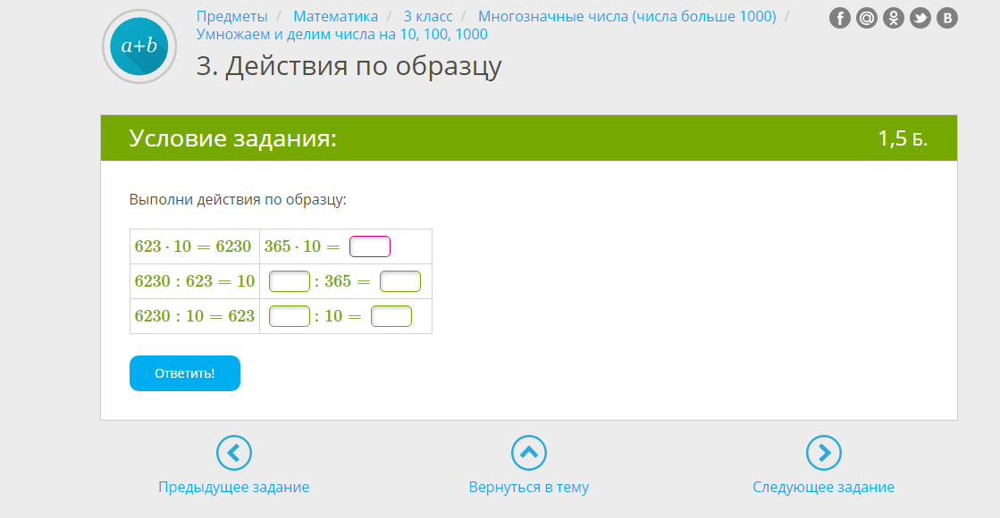 a+b
Предметы / Математика / 3 класс / Многозначные числа (числа больше 1000) /
Умножаем и делим числа на 10, 100, 1000
3. Действия по образцу
Условие задания: 1,5 Б.
Выполни действия по образцу:
623 · 10 = 6230 365 · 10 =
6230 : 623 = 10 : 365 =
6230 : 10 = 623 : 10 =
Ответить!
Предыдущее задание Вернуться в тему Следующее задание